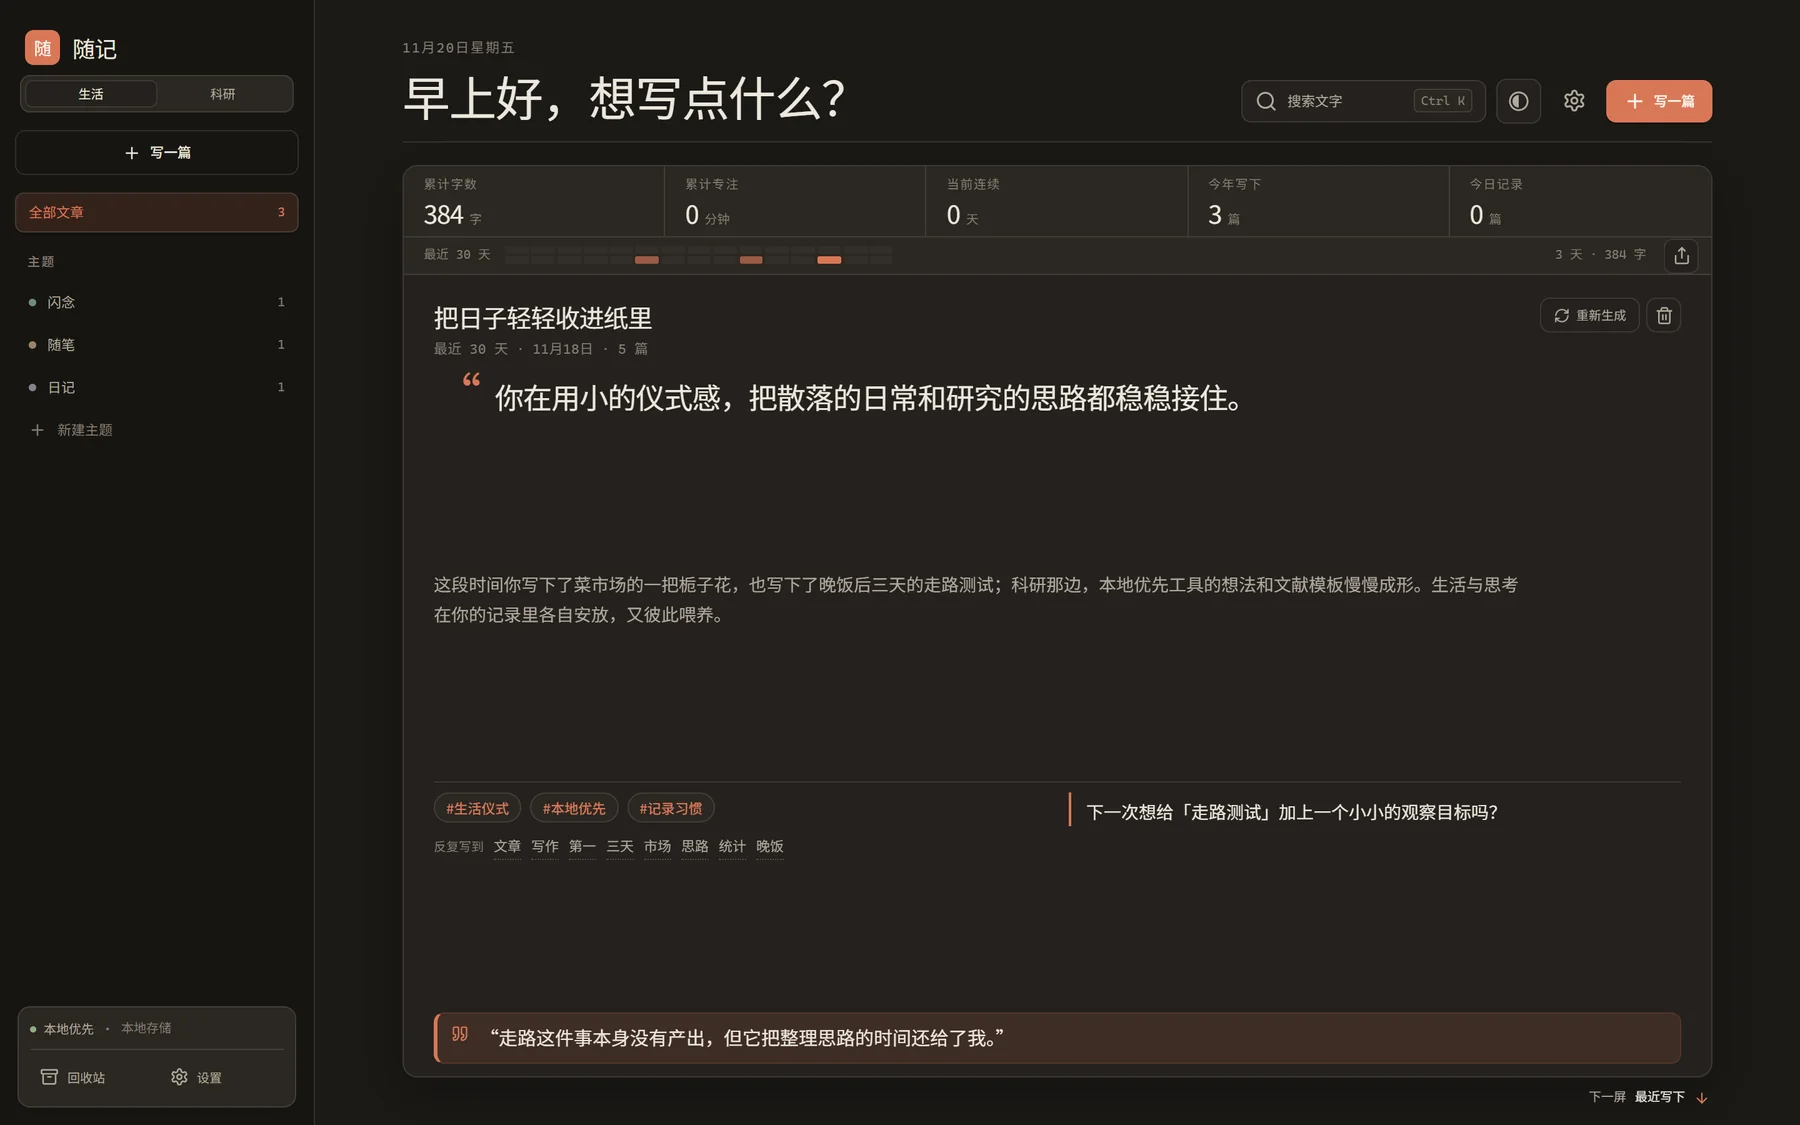 随 随记
生活 科研
写一篇
全部文章 3
主题
闪念 1
随笔 1
日记 1
新建主题
本地优先 · 本地存储
回收站 设置
11月20日星期五
早上好，想写点什么？
搜索文字 Ctrl K
写一篇
累计字数
384 字
累计专注
0 分钟
当前连续
0 天
今年写下
3 篇
今日记录
0 篇
最近 30 天
3 天 · 384 字
把日子轻轻收进纸里
重新生成
最近 30 天 · 11月18日 · 5 篇
“ 你在用小的仪式感，把散落的日常和研究的思路都稳稳接住。
这段时间你写下了菜市场的一把栀子花，也写下了晚饭后三天的走路测试；科研那边，本地优先工具的想法和文献模板慢慢成形。生活与思考
在你的记录里各自安放，又彼此喂养。
#生活仪式 #本地优先 #记录习惯
反复写到 文章 写作 第一 三天 市场 思路 统计 晚饭
下一次想给「走路测试」加上一个小小的观察目标吗？
“走路这件事本身没有产出，但它把整理思路的时间还给了我。”
下一屏 最近写下 ↓